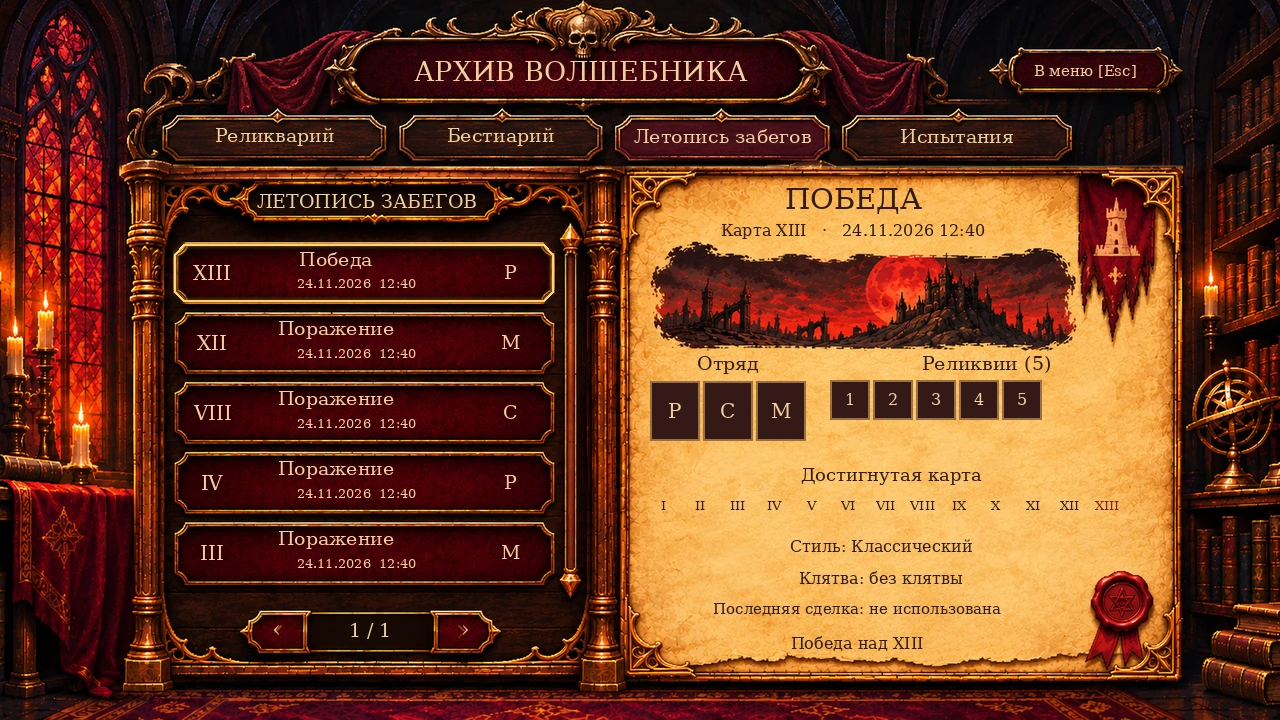 АРХИВ ВОЛШЕБНИКА
В меню [Esc]
Реликварий
Бестиарий
Летопись забегов
Испытания
ЛЕТОПИСЬ ЗАБЕГОВ
XIII Победа Р
24.11.2026 12:40
XII Поражение М
24.11.2026 12:40
VIII Поражение С
24.11.2026 12:40
IV Поражение Р
24.11.2026 12:40
III Поражение М
24.11.2026 12:40
‹‹ 1 / 1 ››
ПОБЕДА
Карта XIII · 24.11.2026 12:40
Отряд
Р С М
Реликвии (5)
1 2 3 4 5
Достигнутая карта
I II III IV V VI VII VIII IX X XI XII XIII
Стиль: Классический
Клятва: без клятвы
Последняя сделка: не использована
Победа над XIII